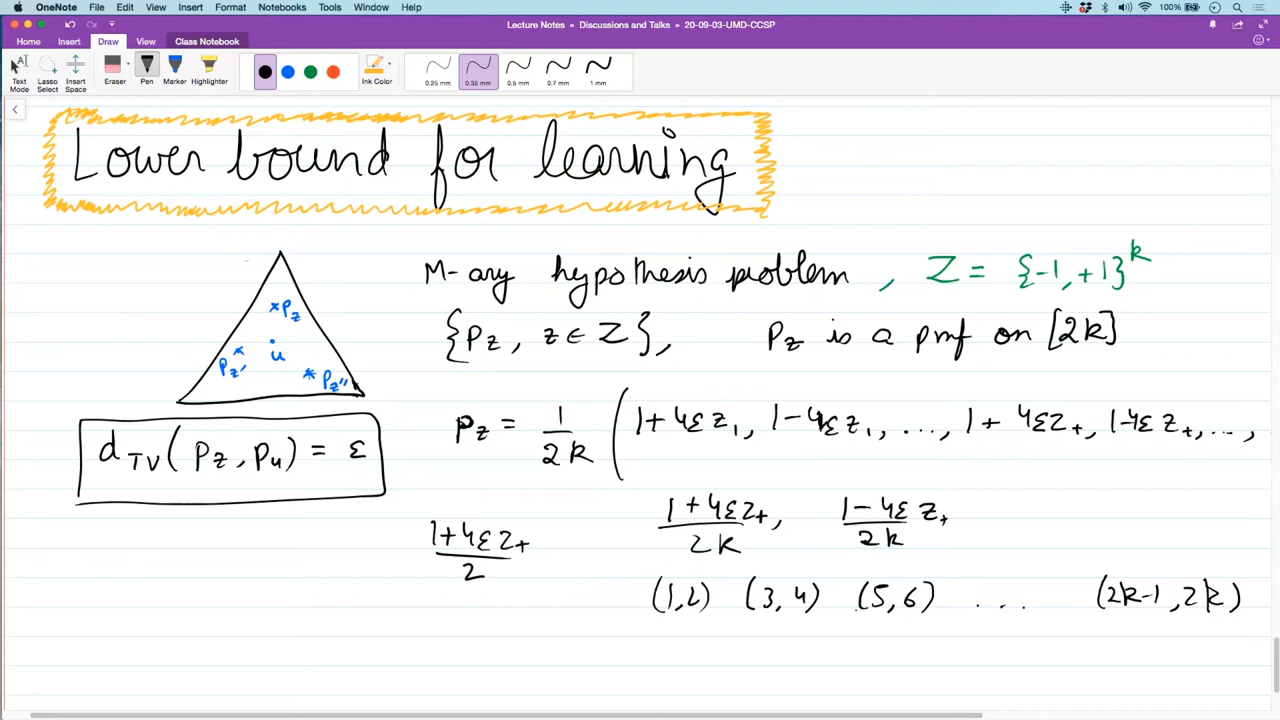 OneNote File Edit View Insert Format Notebooks Tools Window Help 100%
Lecture Notes » Discussions and Talks » 20-09-03-UMD-CCSP
Home Insert Draw View Class Notebook
Text Mode Lasso Select Insert Space Eraser Pen Marker Highlighter 0.25 mm 0.35 mm 0.5 mm 0.7 mm 1 mm Ink Color
Lower bound for learning
M-ary hypothesis problem, Z = {-1, +1}^k
{p_z, z ∈ Z}, p_z is a pmf on [2k]
p_z
u
p_z'
p_z''
p_z = 1/2k (1+4εz_1, 1-4εz_1, ..., 1+4εz_t, 1-4εz_t, ...,
d_TV(p_z, p_u) = ε
1+4εz_t/2k, 1-4εz_t/2k
1+4εz_t/2
(1,2) (3,4) (5,6) ... (2k-1, 2k)